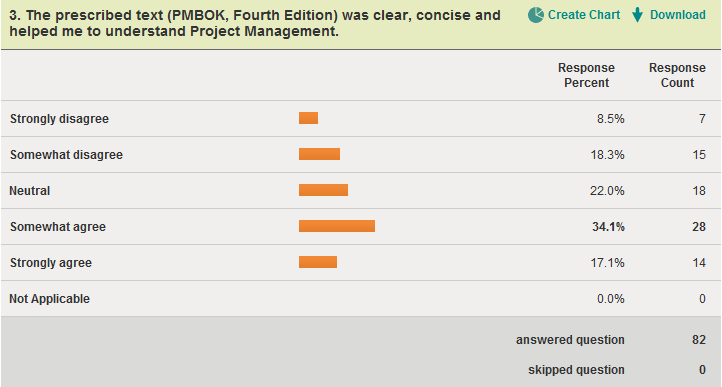 3. The prescribed text (PMBOK, Fourth Edition) was clear, concise and
helped me to understand Project Management.
Create Chart Download
Response Percent Response Count
Strongly disagree 8.5% 7
Somewhat disagree 18.3% 15
Neutral 22.0% 18
Somewhat agree 34.1% 28
Strongly agree 17.1% 14
Not Applicable 0.0% 0
answered question 82
skipped question 0